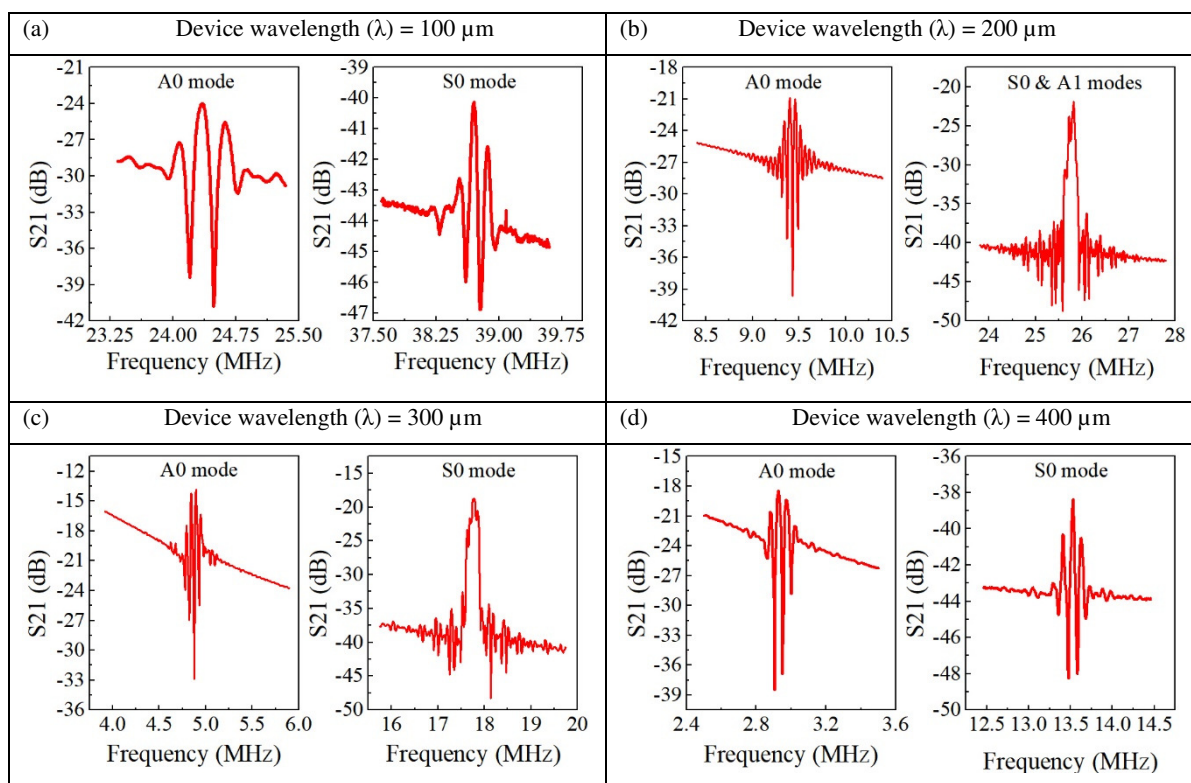 (a) Device wavelength (λ) = 100 µm
A0 mode
-21
-24
-27
-30
-33
-36
-39
-42
S21 (dB)
23.25 24.00 24.75 25.50
Frequency (MHz)
S0 mode
-39
-40
-41
-42
-43
-44
-45
-46
-47
S21 (dB)
37.50 38.25 39.00 39.75
Frequency (MHz)
(b) Device wavelength (λ) = 200 µm
A0 mode
-18
-21
-24
-27
-30
-33
-36
-39
-42
S21 (dB)
8.5 9.0 9.5 10.0 10.5
Frequency (MHz)
S0 & A1 modes
-20
-25
-30
-35
-40
-45
-50
S21 (dB)
24 25 26 27 28
Frequency (MHz)
(c) Device wavelength (λ) = 300 µm
A0 mode
-12
-15
-18
-21
-24
-27
-30
-33
-36
S21 (dB)
4.0 4.5 5.0 5.5 6.0
Frequency (MHz)
S0 mode
-15
-20
-25
-30
-35
-40
-45
-50
S21 (dB)
16 17 18 19 20
Frequency (MHz)
(d) Device wavelength (λ) = 400 µm
A0 mode
-15
-18
-21
-24
-27
-30
-33
-36
-39
S21 (dB)
2.4 2.8 3.2 3.6
Frequency (MHz)
S0 mode
-36
-38
-40
-42
-44
-46
-48
-50
S21 (dB)
12.5 13.0 13.5 14.0 14.5
Frequency (MHz)